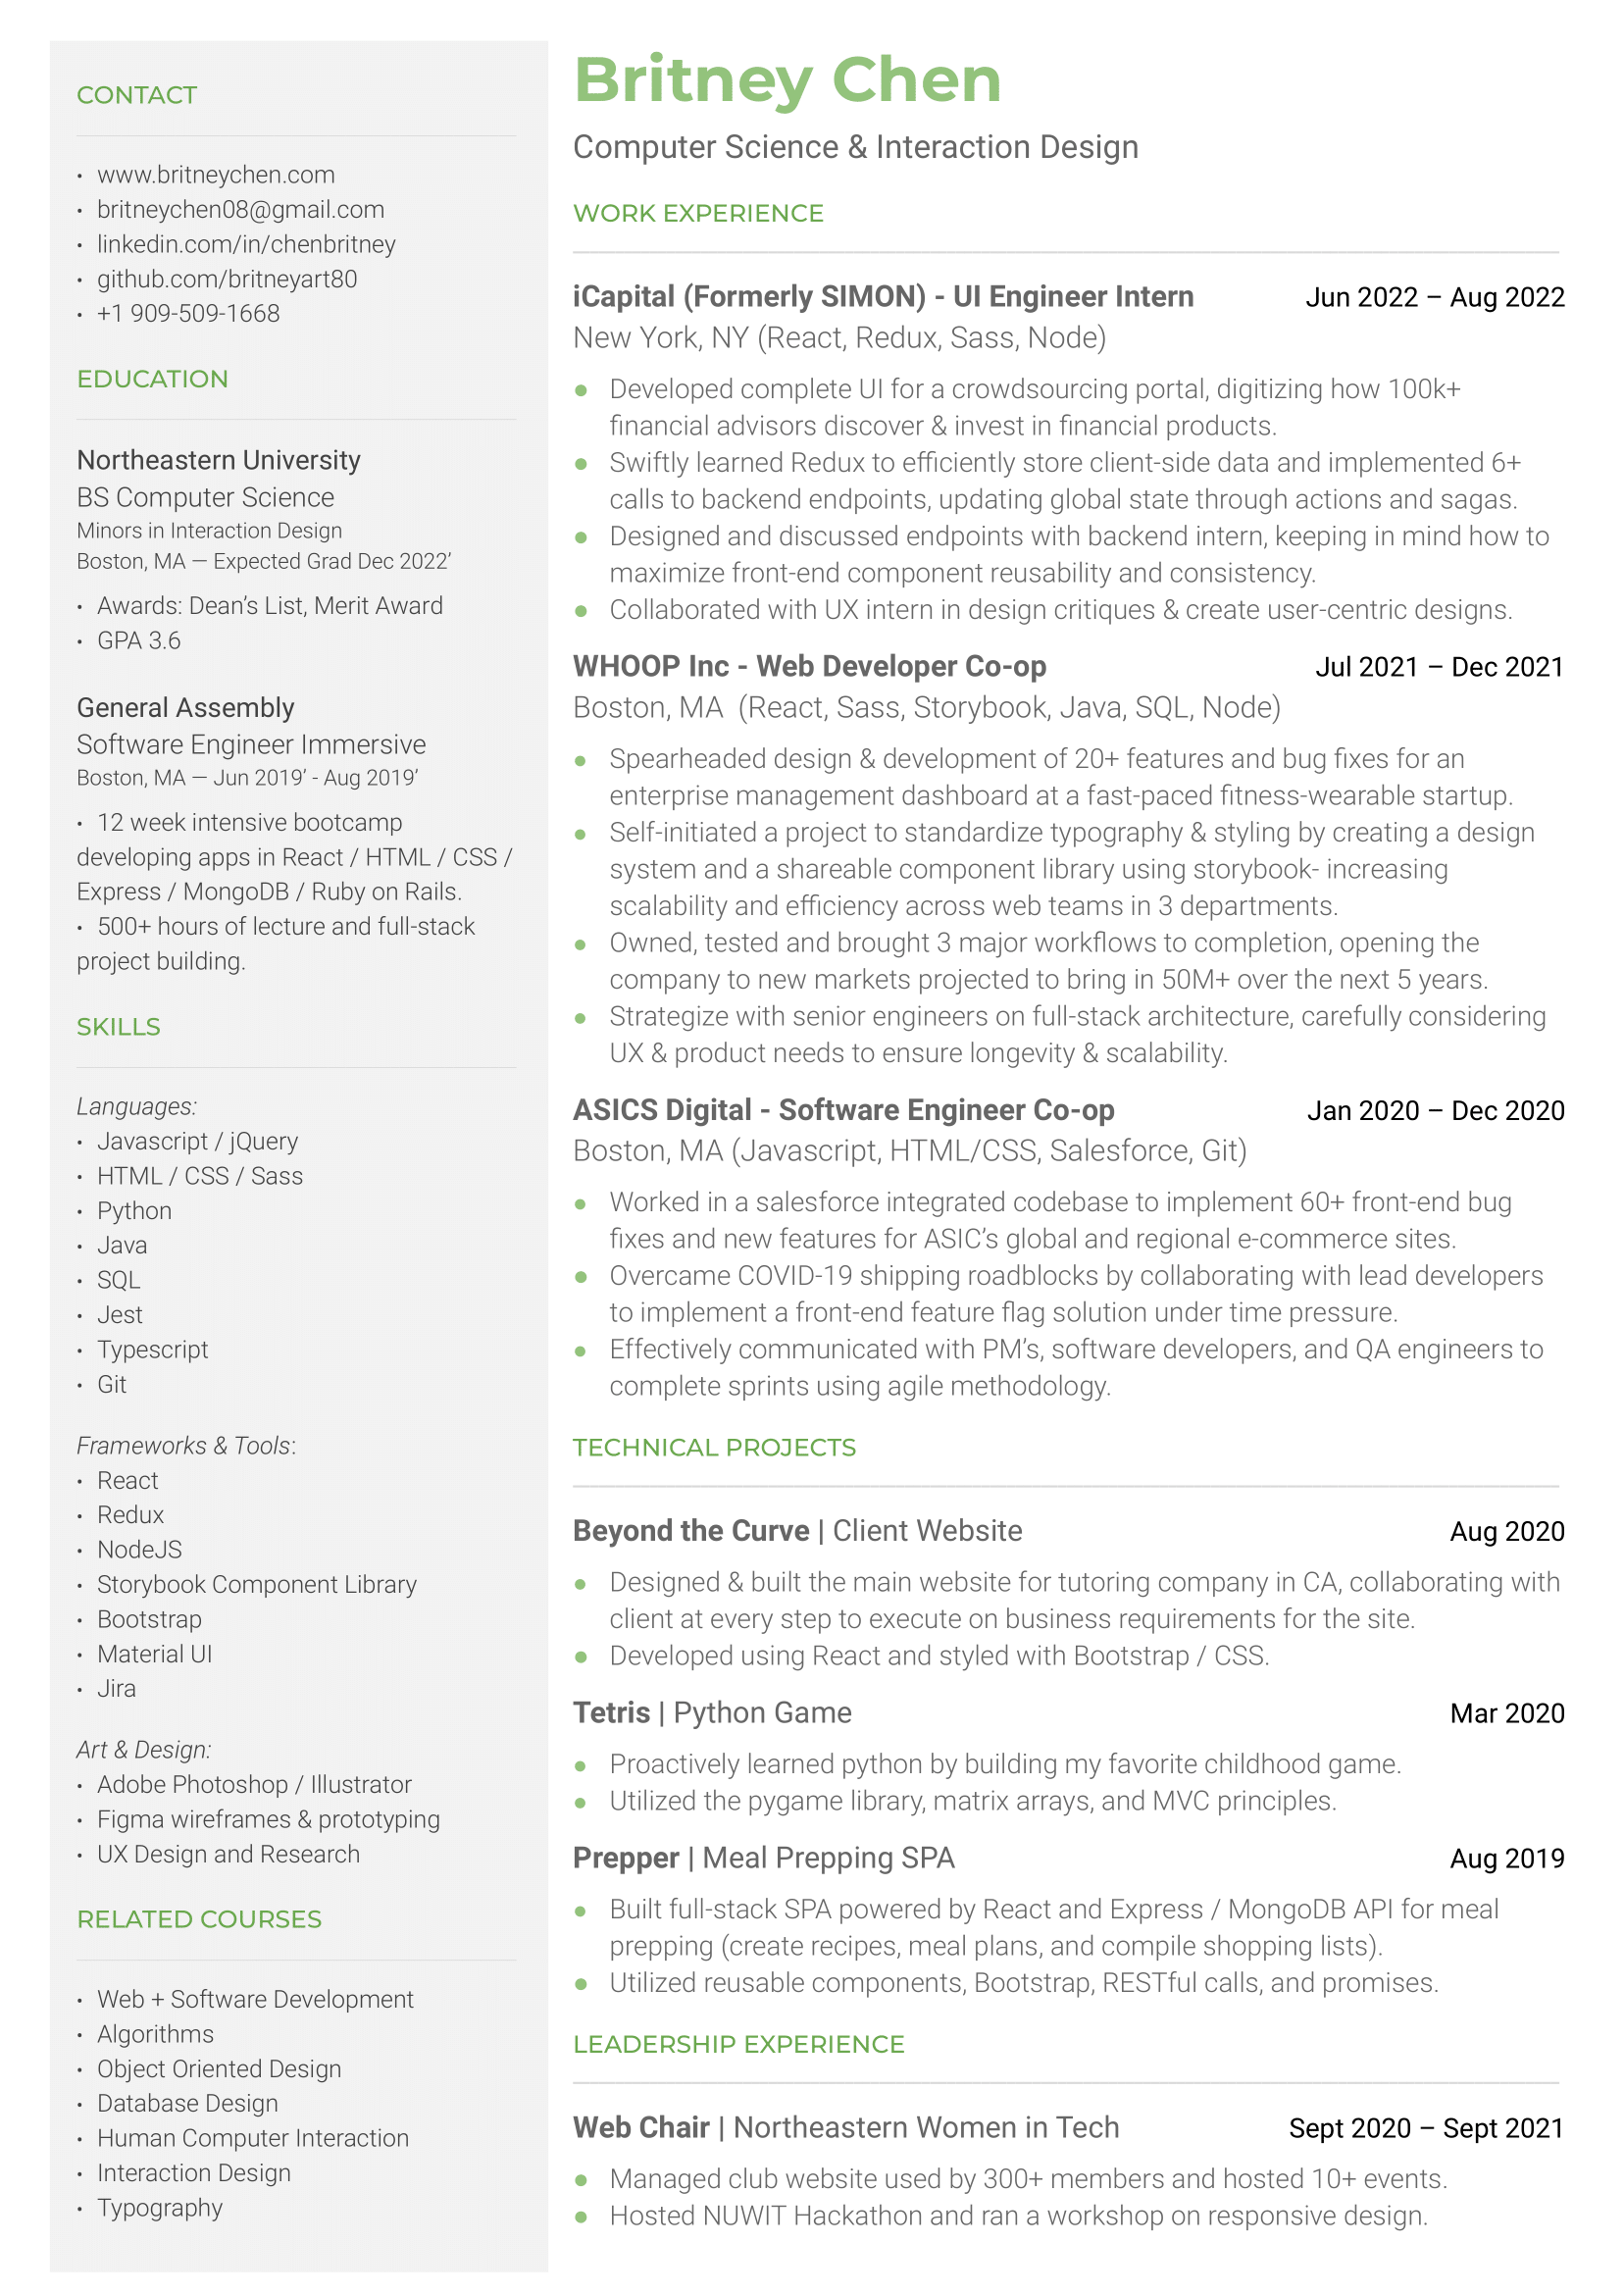 CONTACT
• www.britneychen.com
• britneychen08@gmail.com
• linkedin.com/in/chenbritney
• github.com/britneyart80
• +1 909-509-1668
EDUCATION
Northeastern University
BS Computer Science
Minors in Interaction Design
Boston, MA — Expected Grad Dec 2022’
• Awards: Dean’s List, Merit Award
• GPA 3.6
General Assembly
Software Engineer Immersive
Boston, MA — Jun 2019’ - Aug 2019’
• 12 week intensive bootcamp
developing apps in React / HTML / CSS /
Express / MongoDB / Ruby on Rails.
• 500+ hours of lecture and full-stack
project building.
SKILLS
Languages:
• Javascript / jQuery
• HTML / CSS / Sass
• Python
• Java
• SQL
• Jest
• Typescript
• Git
Frameworks & Tools:
• React
• Redux
• NodeJS
• Storybook Component Library
• Bootstrap
• Material UI
• Jira
Art & Design:
• Adobe Photoshop / Illustrator
• Figma wireframes & prototyping
• UX Design and Research
RELATED COURSES
• Web + Software Development
• Algorithms
• Object Oriented Design
• Database Design
• Human Computer Interaction
• Interaction Design
• Typography
Britney Chen
Computer Science & Interaction Design
WORK EXPERIENCE
iCapital (Formerly SIMON) - UI Engineer Intern Jun 2022 – Aug 2022
New York, NY (React, Redux, Sass, Node)
● Developed complete UI for a crowdsourcing portal, digitizing how 100k+
financial advisors discover & invest in financial products.
● Swiftly learned Redux to efficiently store client-side data and implemented 6+
calls to backend endpoints, updating global state through actions and sagas.
● Designed and discussed endpoints with backend intern, keeping in mind how to
maximize front-end component reusability and consistency.
● Collaborated with UX intern in design critiques & create user-centric designs.
WHOOP Inc - Web Developer Co-op Jul 2021 – Dec 2021
Boston, MA (React, Sass, Storybook, Java, SQL, Node)
● Spearheaded design & development of 20+ features and bug fixes for an
enterprise management dashboard at a fast-paced fitness-wearable startup.
● Self-initiated a project to standardize typography & styling by creating a design
system and a shareable component library using storybook- increasing
scalability and efficiency across web teams in 3 departments.
● Owned, tested and brought 3 major workflows to completion, opening the
company to new markets projected to bring in 50M+ over the next 5 years.
● Strategize with senior engineers on full-stack architecture, carefully considering
UX & product needs to ensure longevity & scalability.
ASICS Digital - Software Engineer Co-op Jan 2020 – Dec 2020
Boston, MA (Javascript, HTML/CSS, Salesforce, Git)
● Worked in a salesforce integrated codebase to implement 60+ front-end bug
fixes and new features for ASIC’s global and regional e-commerce sites.
● Overcame COVID-19 shipping roadblocks by collaborating with lead developers
to implement a front-end feature flag solution under time pressure.
● Effectively communicated with PM’s, software developers, and QA engineers to
complete sprints using agile methodology.
TECHNICAL PROJECTS
Beyond the Curve | Client Website Aug 2020
● Designed & built the main website for tutoring company in CA, collaborating with
client at every step to execute on business requirements for the site.
● Developed using React and styled with Bootstrap / CSS.
Tetris | Python Game Mar 2020
● Proactively learned python by building my favorite childhood game.
● Utilized the pygame library, matrix arrays, and MVC principles.
Prepper | Meal Prepping SPA Aug 2019
● Built full-stack SPA powered by React and Express / MongoDB API for meal
prepping (create recipes, meal plans, and compile shopping lists).
● Utilized reusable components, Bootstrap, RESTful calls, and promises.
LEADERSHIP EXPERIENCE
Web Chair | Northeastern Women in Tech Sept 2020 – Sept 2021
● Managed club website used by 300+ members and hosted 10+ events.
● Hosted NUWIT Hackathon and ran a workshop on responsive design.